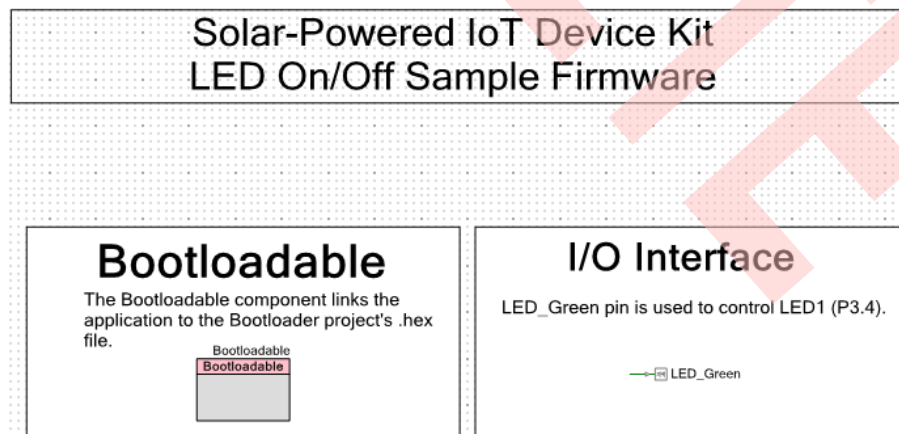 Solar-Powered IoT Device Kit
LED On/Off Sample Firmware
Bootloadable
The Bootloadable component links the
application to the Bootloader project's .hex
file.
Bootloadable
Bootloadable
I/O Interface
LED_Green pin is used to control LED1 (P3.4).
LED_Green